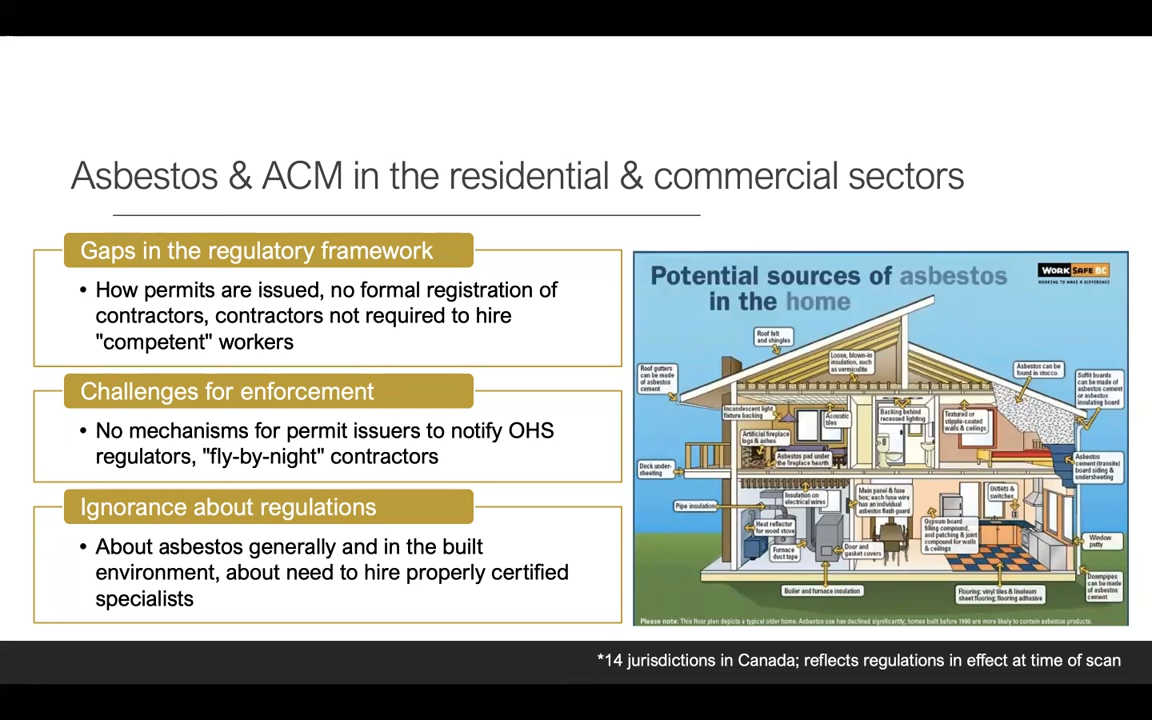 Asbestos & ACM in the residential & commercial sectors
Gaps in the regulatory framework
• How permits are issued, no formal registration of
contractors, contractors not required to hire
"competent" workers
Challenges for enforcement
• No mechanisms for permit issuers to notify OHS
regulators, "fly-by-night" contractors
Ignorance about regulations
• About asbestos generally and in the built
environment, about need to hire properly certified
specialists
Potential sources of asbestos
in the home
WORK SAFE BC
WORKING TO MAKE A DIFFERENCE
Roof felt
and shingles
Loose, blown-in
insulation, such
as vermiculite
Roof gutters
can be made
of asbestos
cement
Asbestos can be
found in stucco
Soffit boards
can be made of
asbestos cement
or asbestos
insulating board
Incandescent light
fixture backing
Acoustic
tiles
Backing behind
recessed lighting
Textured or
stipple-coated
walls & ceilings
Artificial fireplace
logs & ashes
Asbestos pad under
the fireplace hearth
Deck under-
sheeting
Asbestos
cement (transite)
board siding &
undersheeting
Pipe insulation
Insulation on
electrical wires
Main panel & fuse
box; each fuse wire
has an individual
asbestos flash guard
Outlets &
switches
Heat reflector
for wood stove
Gypsum board
filling compound,
and patching & joint
compound for walls
& ceilings
Window
putty
Furnace
duct tape
Door and
gasket covers
Downpipes
can be made
of asbestos
cement
Boiler and furnace insulation
Flooring: vinyl tiles & linoleum
sheet flooring; flooring adhesive
Please note: This floor plan depicts a typical older home. Asbestos use has declined significantly; homes built before 1990 are more likely to contain asbestos products.
*14 jurisdictions in Canada; reflects regulations in effect at time of scan